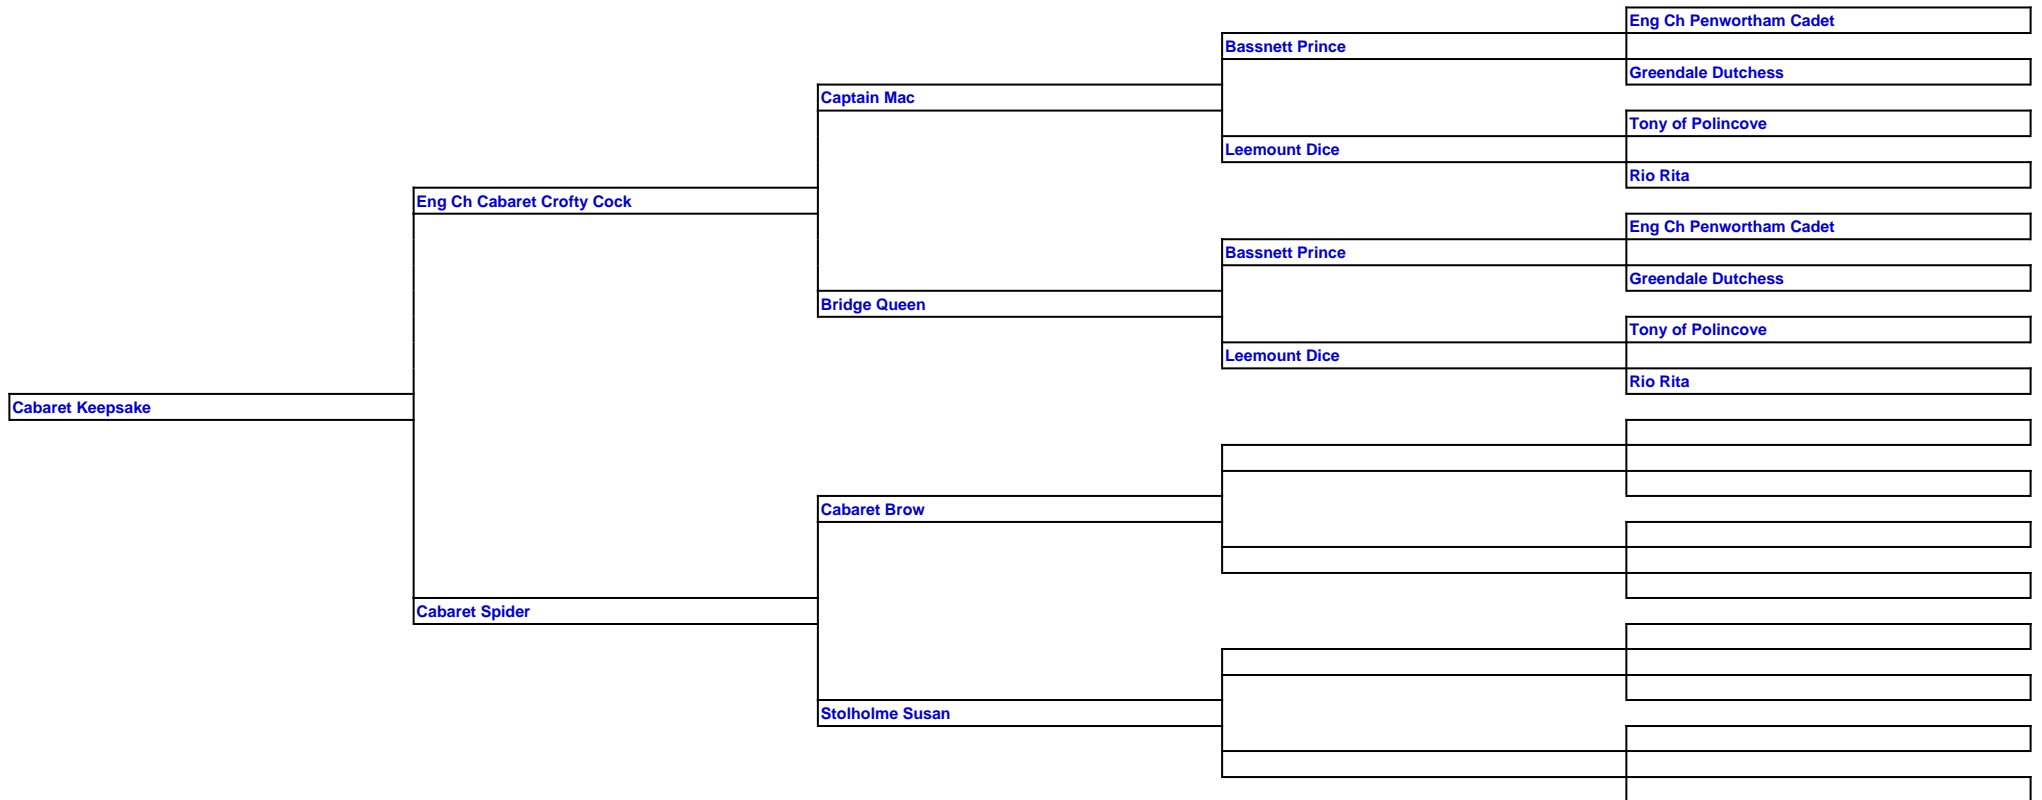 Eng Ch Penwortham Cadet
Bassnett Prince
Greendale Dutchess
Captain Mac
Tony of Polincove
Leemount Dice
Rio Rita
Eng Ch Cabaret Crofty Cock
Eng Ch Penwortham Cadet
Bassnett Prince
Greendale Dutchess
Bridge Queen
Tony of Polincove
Leemount Dice
Rio Rita
Cabaret Keepsake
Cabaret Brow
Cabaret Spider
Stolholme Susan